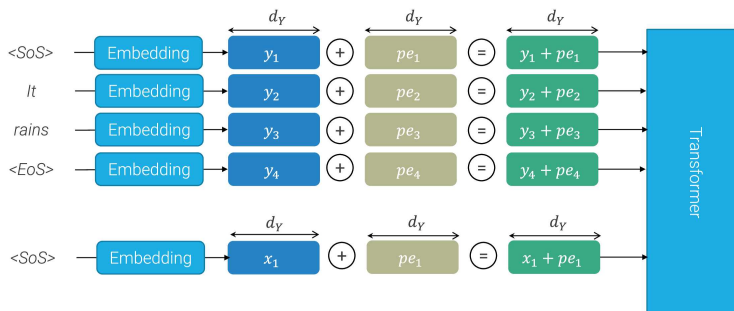 d_Y d_Y d_Y
<SoS> Embedding y_1 + pe_1 = y_1 + pe_1
It Embedding y_2 + pe_2 = y_2 + pe_2
rains Embedding y_3 + pe_3 = y_3 + pe_3
<EoS> Embedding y_4 + pe_4 = y_4 + pe_4
d_Y d_Y d_Y
<SoS> Embedding x_1 + pe_1 = x_1 + pe_1
Transformer